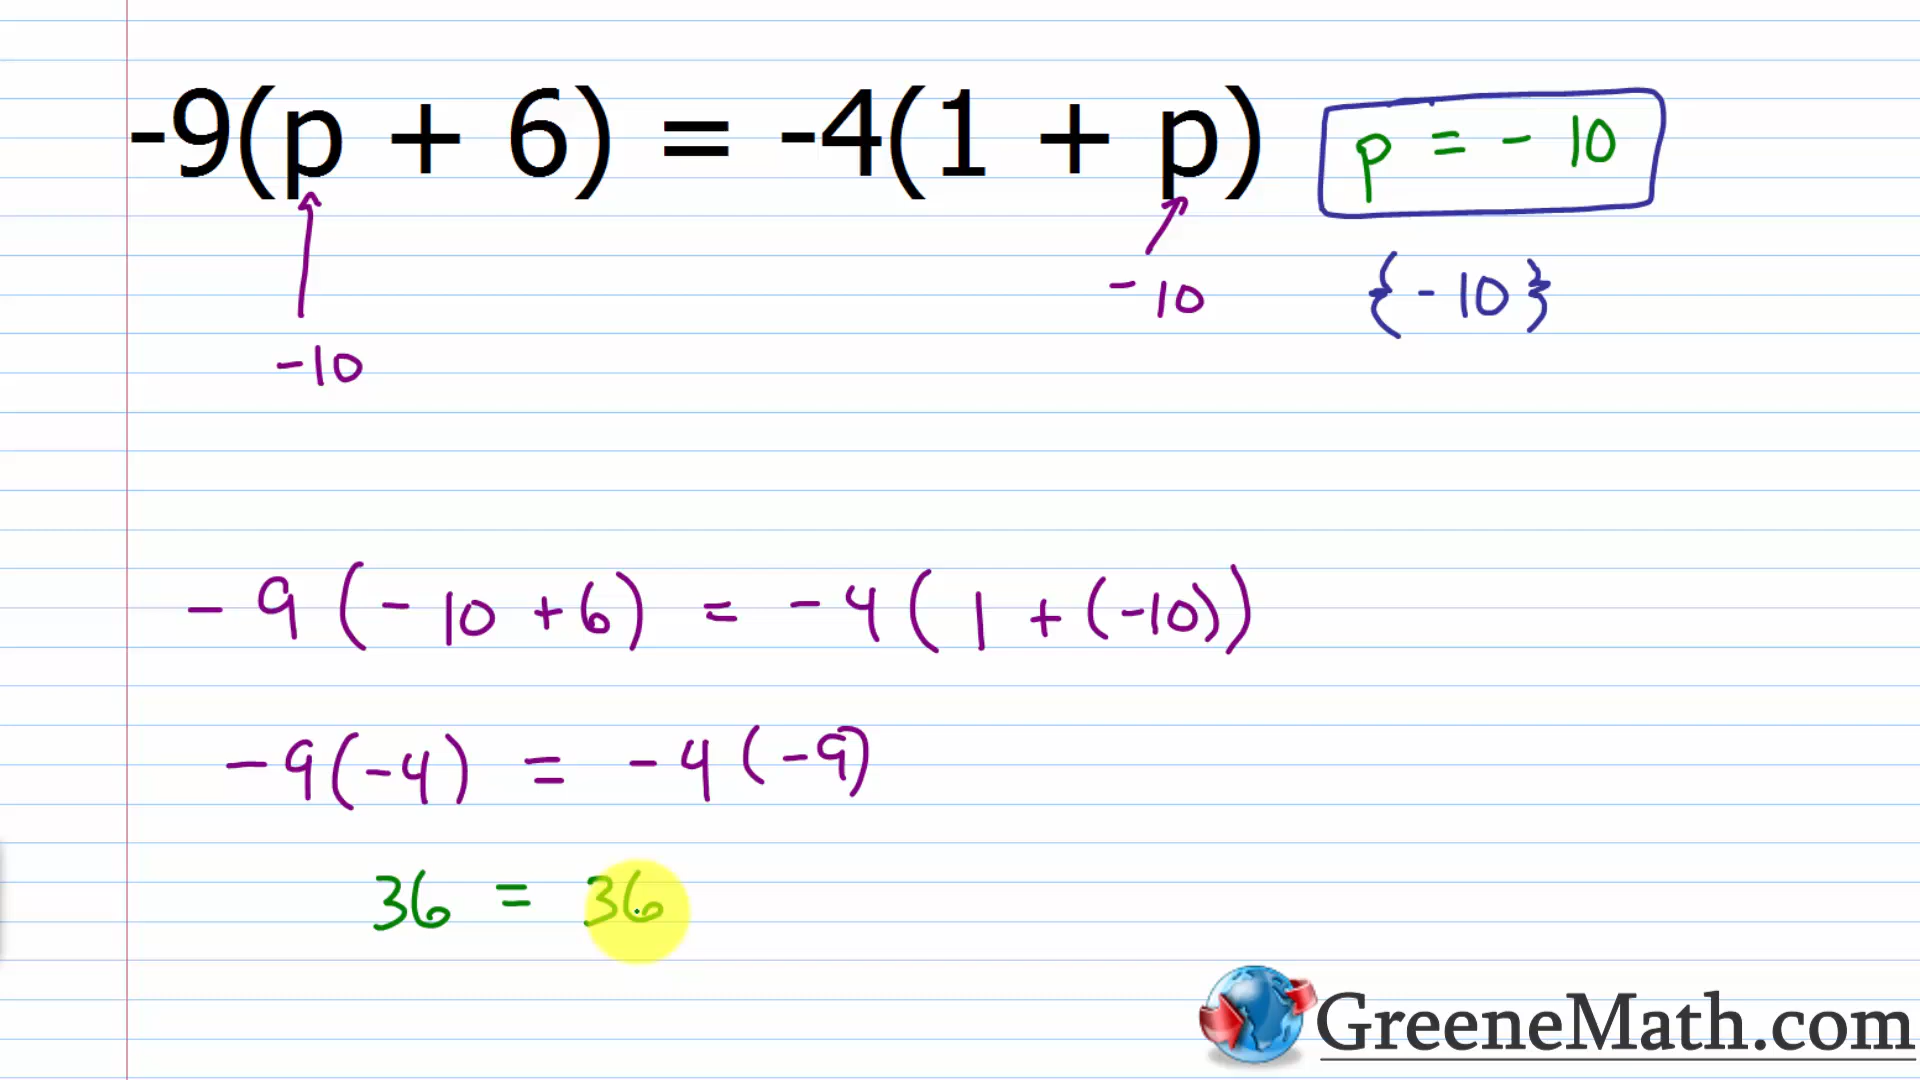 -9(p + 6) = -4(1 + p) p = - 10
-10
- 10
{ - 10 }
- 9 ( - 10 + 6 ) = - 4 ( 1 + (-10) )
- 9 ( - 4 ) = - 4 ( - 9 )
36 = 36
GreeneMath.com